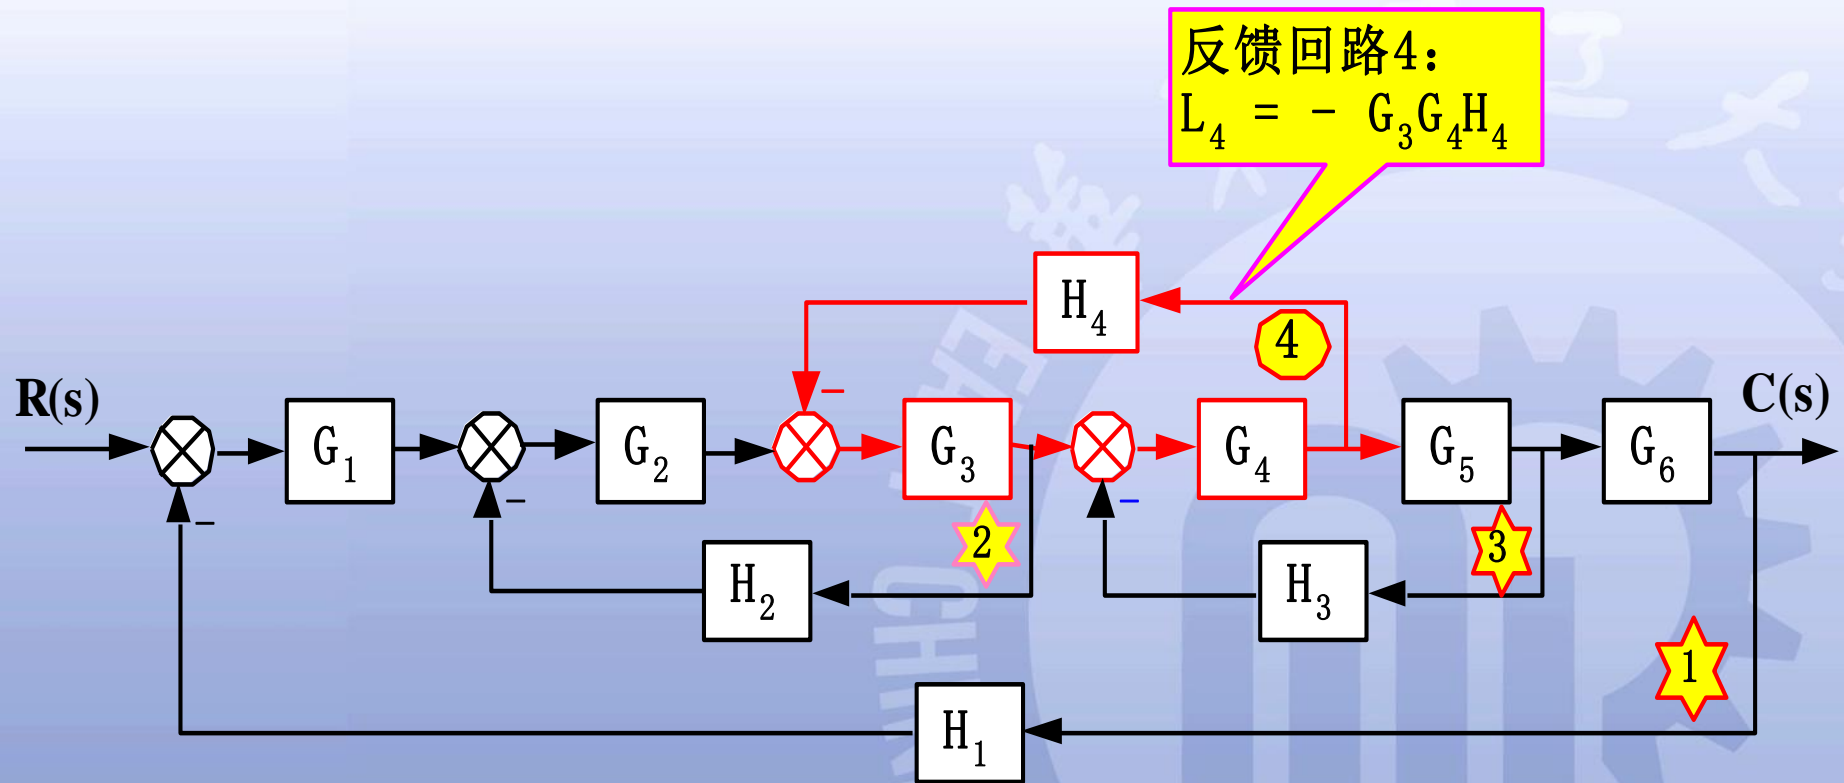 反馈回路4:
L4 = - G3G4H4
H4
4
R(s)
C(s)
G1
G2
-
G3
G4
G5
G6
-
-
-
2
3
H2
H3
1
H1